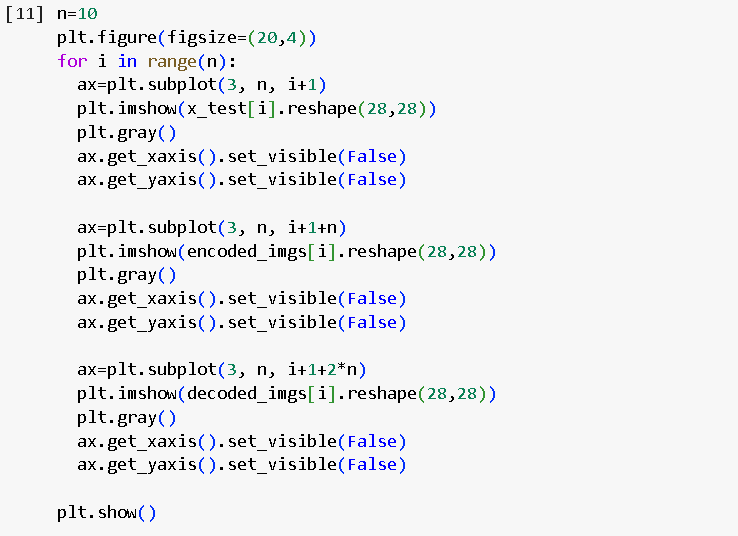 [11] n=10
plt.figure(figsize=(20,4))
for i in range(n):
  ax=plt.subplot(3, n, i+1)
  plt.imshow(x_test[i].reshape(28,28))
  plt.gray()
  ax.get_xaxis().set_visible(False)
  ax.get_yaxis().set_visible(False)

  ax=plt.subplot(3, n, i+1+n)
  plt.imshow(encoded_imgs[i].reshape(28,28))
  plt.gray()
  ax.get_xaxis().set_visible(False)
  ax.get_yaxis().set_visible(False)

  ax=plt.subplot(3, n, i+1+2*n)
  plt.imshow(decoded_imgs[i].reshape(28,28))
  plt.gray()
  ax.get_xaxis().set_visible(False)
  ax.get_yaxis().set_visible(False)

plt.show()